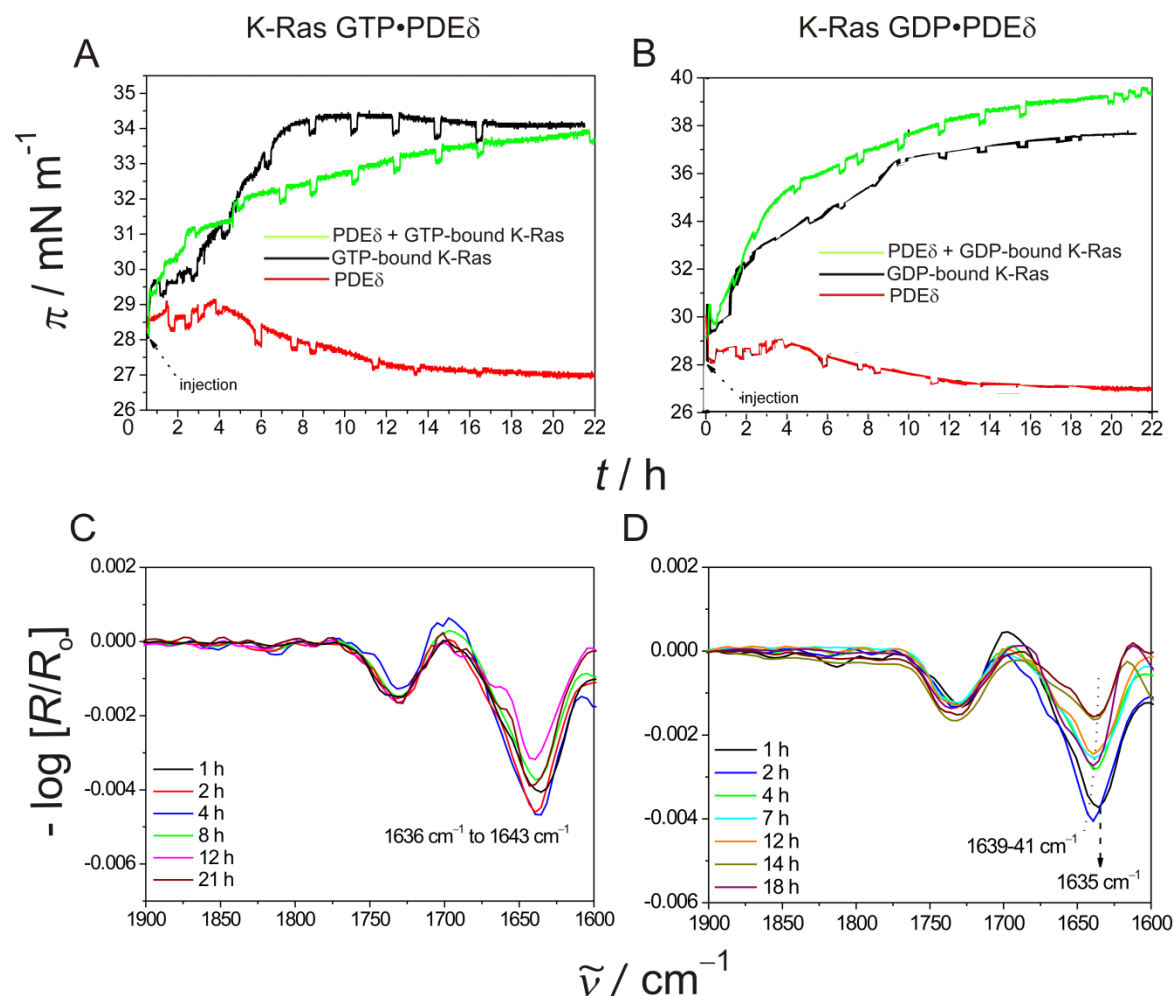 K-Ras GTP•PDEδ
K-Ras GDP•PDEδ
A
B
35
34
33
32
31
30
29
28
27
26
π / mN m⁻¹
PDEδ + GTP-bound K-Ras
GTP-bound K-Ras
PDEδ
injection
0 2 4 6 8 10 12 14 16 18 20 22
40
38
36
34
32
30
28
26
PDEδ + GDP-bound K-Ras
GDP-bound K-Ras
PDEδ
injection
0 2 4 6 8 10 12 14 16 18 20 22
t / h
C
D
0.002
0.000
-0.002
-0.004
-0.006
- log [R/Rₒ]
1 h
2 h
4 h
8 h
12 h
21 h
1636 cm⁻¹ to 1643 cm⁻¹
1900 1850 1800 1750 1700 1650 1600
0.002
0.000
-0.002
-0.004
-0.006
1 h
2 h
4 h
7 h
12 h
14 h
18 h
1639-41 cm⁻¹
1635 cm⁻¹
1900 1850 1800 1750 1700 1650 1600
ṽ / cm⁻¹